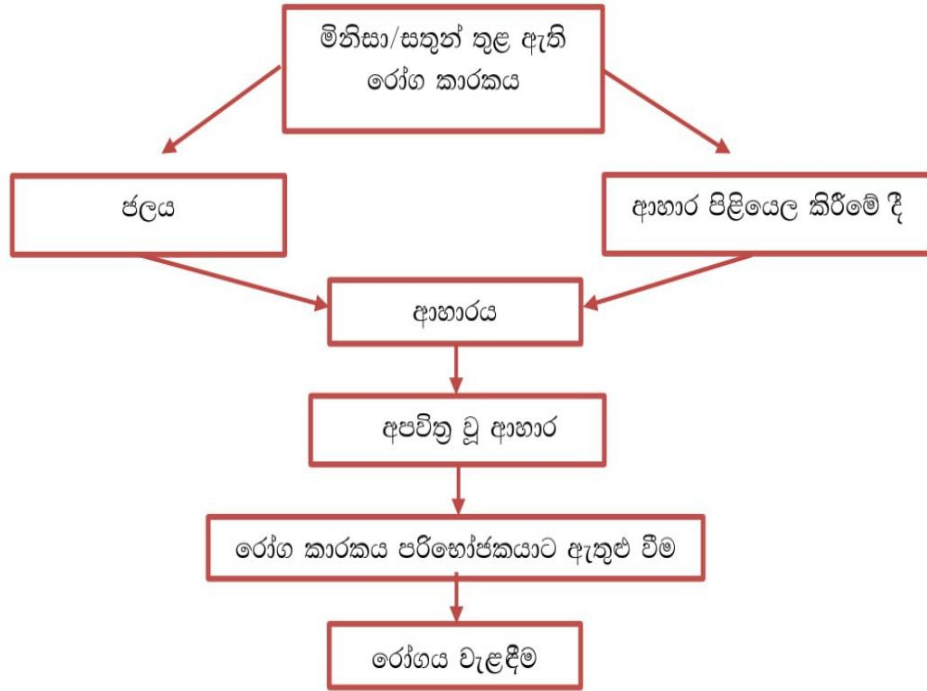 මිනිසා/සතුන් තුළ ඇති
රෝග කාරකය
ජලය
ආහාර පිළියෙල කිරීමේ දී
ආහාරය
අපවිත්‍ර වූ ආහාර
රෝග කාරකය පරිභෝජකයාට ඇතුළු වීම
රෝගය වැළඳීම